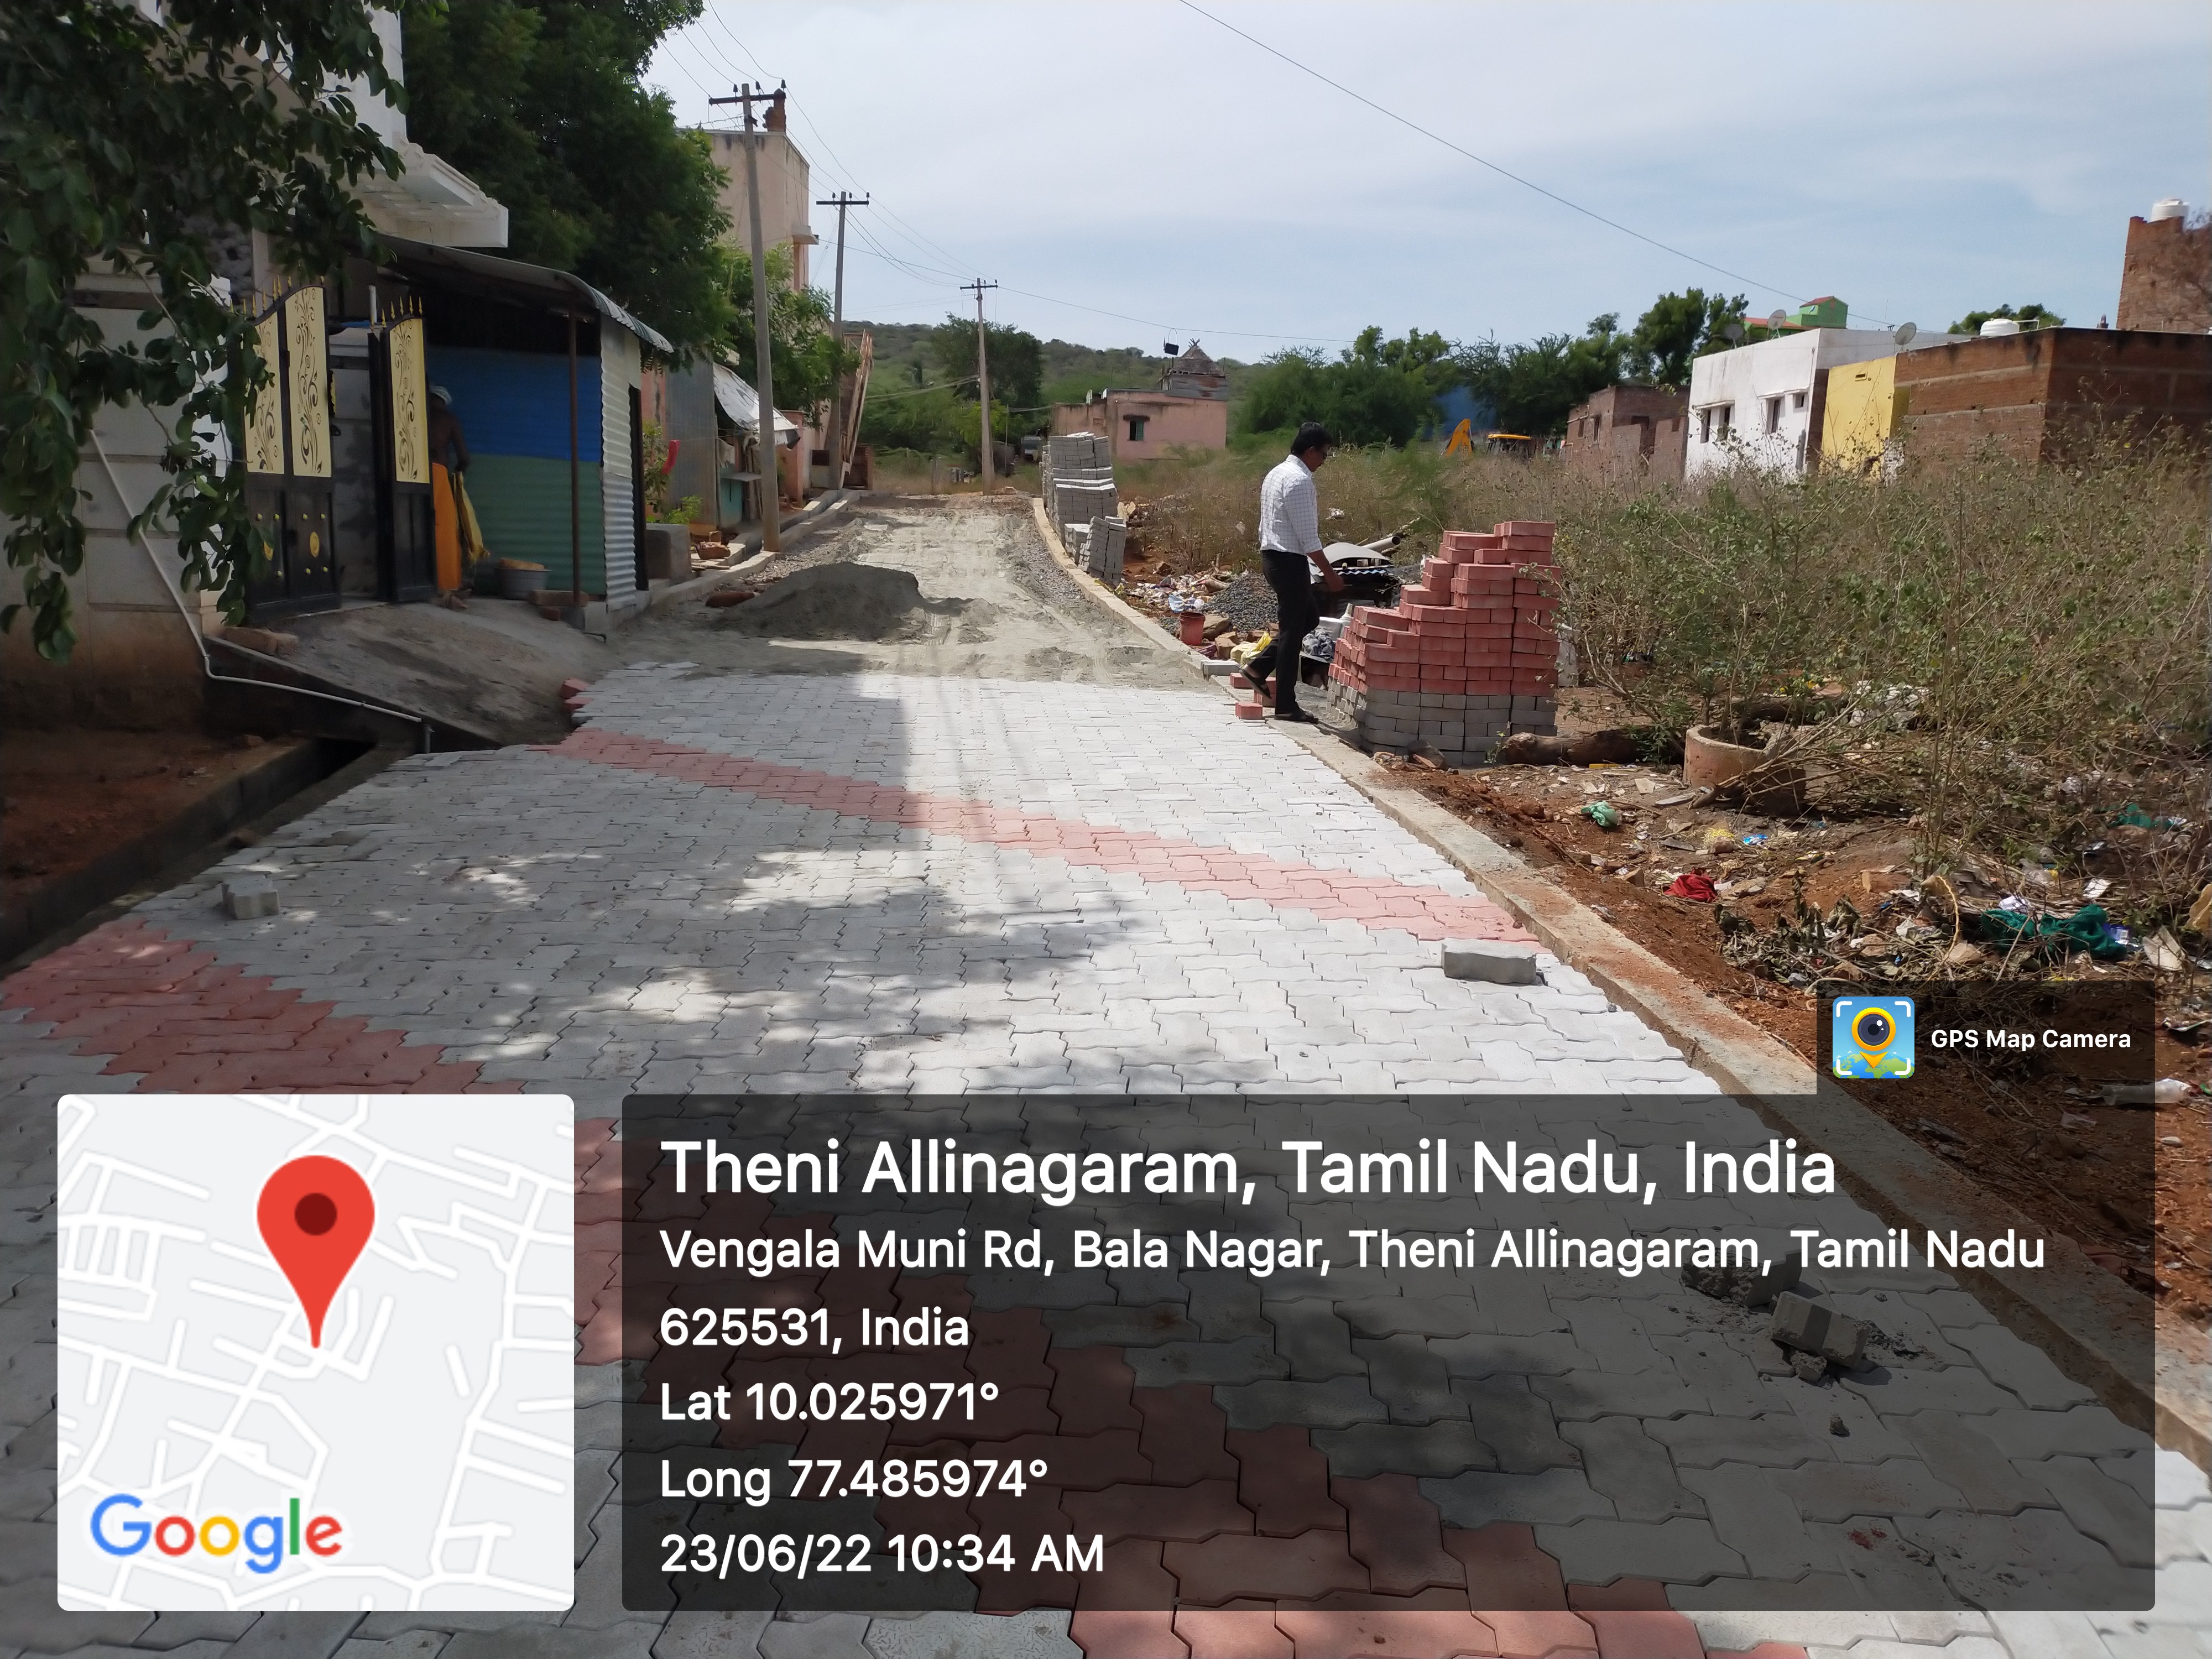 GPS Map Camera
Theni Allinagaram, Tamil Nadu, India
Vengala Muni Rd, Bala Nagar, Theni Allinagaram, Tamil Nadu
625531, India
Lat 10.025971°
Long 77.485974°
23/06/22 10:34 AM
Google